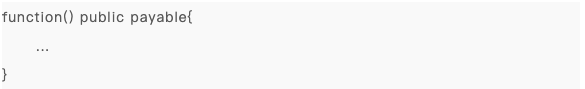 function() public payable{
...
}